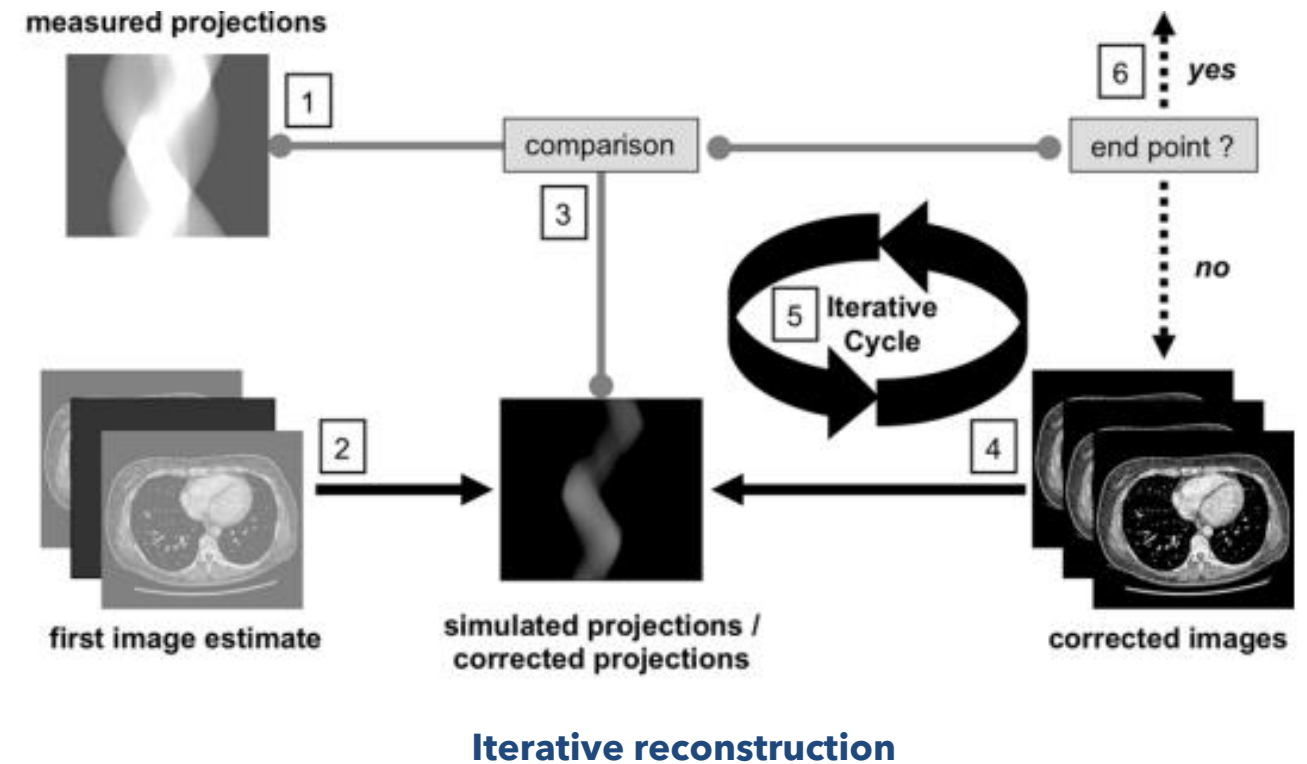 measured projections
1
6
yes
comparison
end point ?
3
no
5
Iterative
Cycle
2
4
first image estimate
simulated projections /
corrected projections
corrected images
Iterative reconstruction